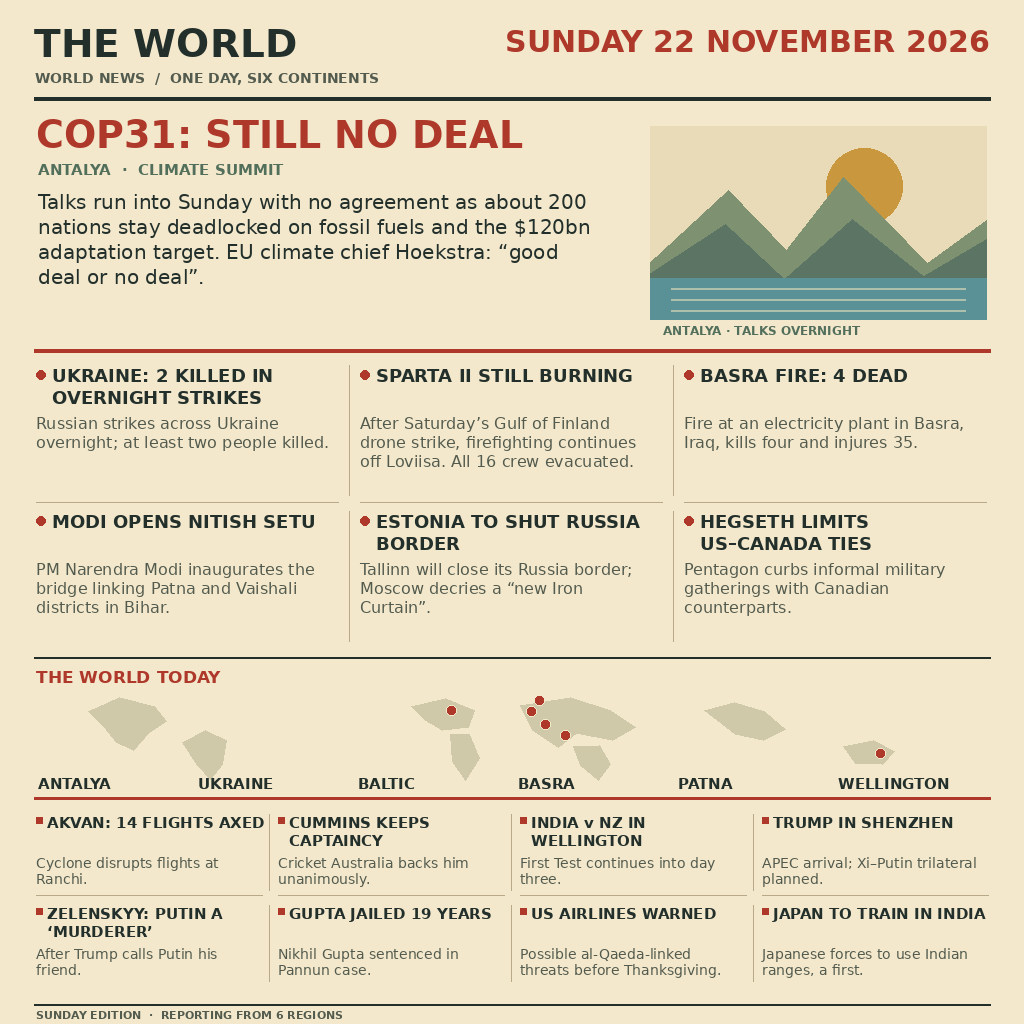 THE WORLD
SUNDAY 22 NOVEMBER 2026
WORLD NEWS / ONE DAY, SIX CONTINENTS
COP31: STILL NO DEAL
ANTALYA · CLIMATE SUMMIT
Talks run into Sunday with no agreement as about 200
nations stay deadlocked on fossil fuels and the $120bn
adaptation target. EU climate chief Hoekstra: “good
deal or no deal”.
ANTALYA · TALKS OVERNIGHT
UKRAINE: 2 KILLED IN
OVERNIGHT STRIKES
Russian strikes across Ukraine
overnight; at least two people killed.
SPARTA II STILL BURNING
After Saturday’s Gulf of Finland
drone strike, firefighting continues
off Loviisa. All 16 crew evacuated.
BASRA FIRE: 4 DEAD
Fire at an electricity plant in Basra,
Iraq, kills four and injures 35.
MODI OPENS NITISH SETU
PM Narendra Modi inaugurates the
bridge linking Patna and Vaishali
districts in Bihar.
ESTONIA TO SHUT RUSSIA
BORDER
Tallinn will close its Russia border;
Moscow decries a “new Iron
Curtain”.
HEGSETH LIMITS
US–CANADA TIES
Pentagon curbs informal military
gatherings with Canadian
counterparts.
THE WORLD TODAY
ANTALYA
UKRAINE
BALTIC
BASRA
PATNA
WELLINGTON
AKVAN: 14 FLIGHTS AXED
Cyclone disrupts flights at
Ranchi.
CUMMINS KEEPS
CAPTAINCY
Cricket Australia backs him
unanimously.
INDIA v NZ IN
WELLINGTON
First Test continues into day
three.
TRUMP IN SHENZHEN
APEC arrival; Xi–Putin trilateral
planned.
ZELENSKYY: PUTIN A
‘MURDERER’
After Trump calls Putin his
friend.
GUPTA JAILED 19 YEARS
Nikhil Gupta sentenced in
Pannun case.
US AIRLINES WARNED
Possible al-Qaeda-linked
threats before Thanksgiving.
JAPAN TO TRAIN IN INDIA
Japanese forces to use Indian
ranges, a first.
SUNDAY EDITION · REPORTING FROM 6 REGIONS